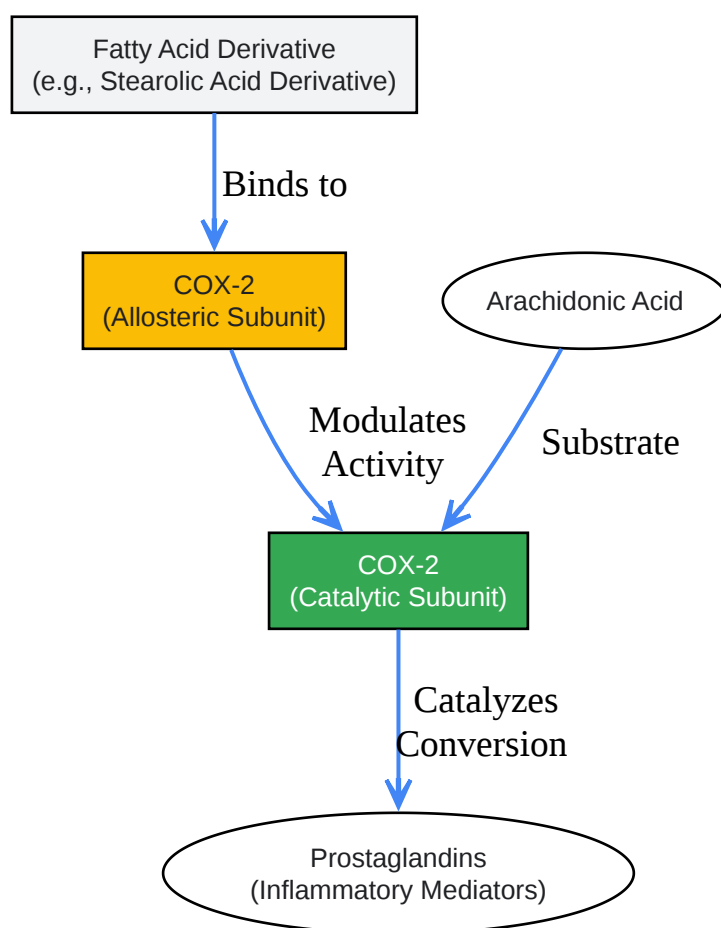 Fatty Acid Derivative
(e.g., Stearolic Acid Derivative)
Binds to
COX-2
(Allosteric Subunit)
Arachidonic Acid
Modulates
Activity
Substrate
COX-2
(Catalytic Subunit)
Catalyzes
Conversion
Prostaglandins
(Inflammatory Mediators)